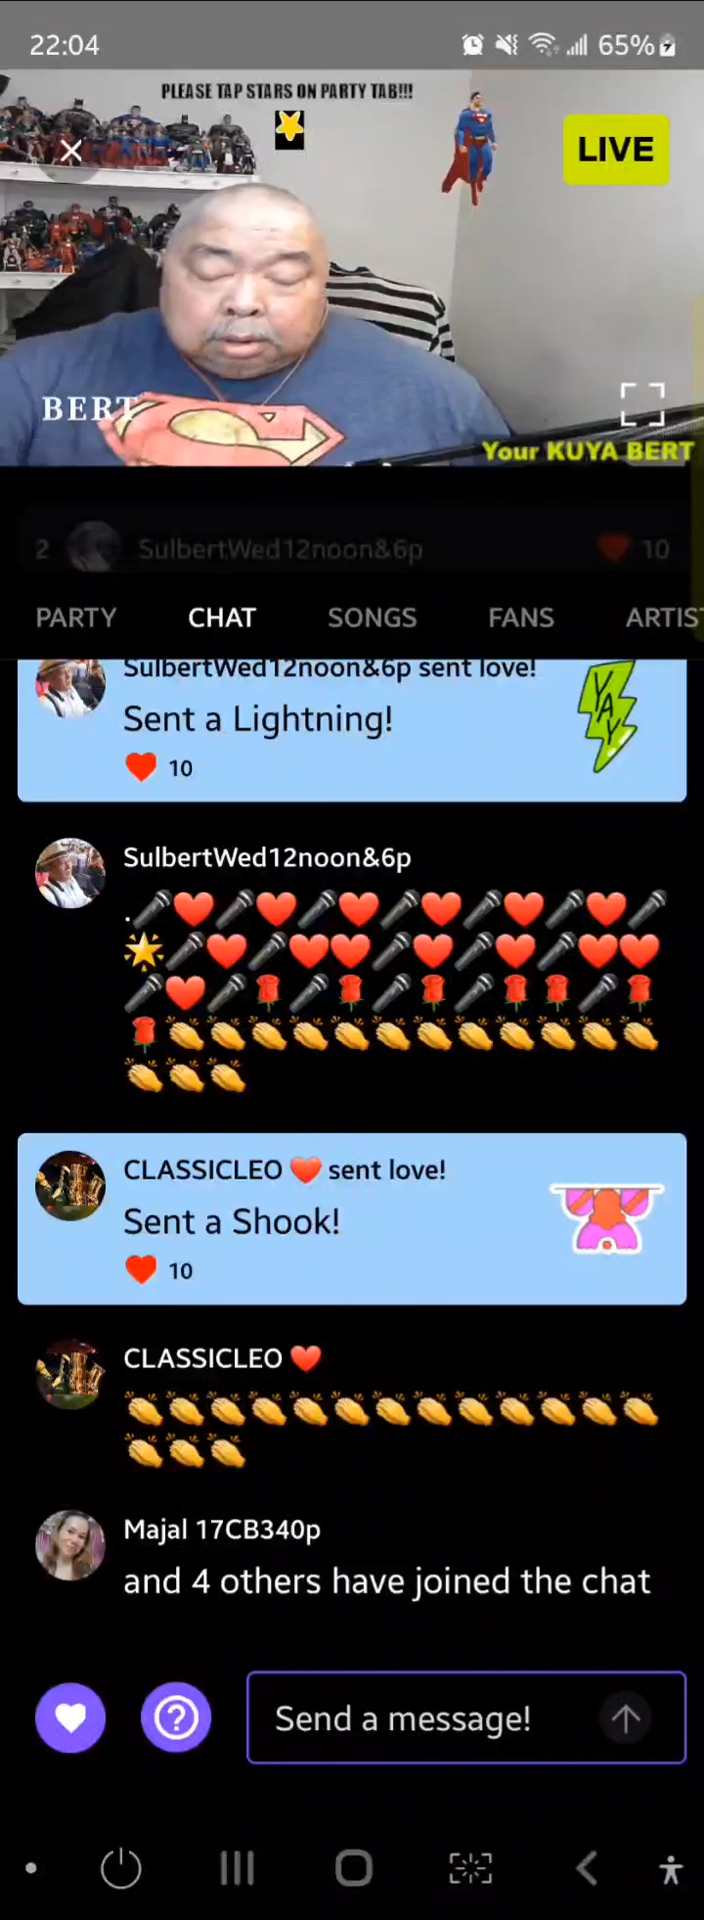 22:04
65%
PLEASE TAP STARS ON PARTY TAB!!!
LIVE
BERT
Your KUYA BERT
2 SulbertWed12noon&6p 10
PARTY CHAT SONGS FANS ARTIS
SulbertWed12noon&6p sent love!
Sent a Lightning!
YAY
10
SulbertWed12noon&6p
.🎤❤️🎤❤️🎤❤️🎤❤️🎤❤️🎤❤️🎤
🌟🎤❤️🎤❤️❤️🎤❤️🎤❤️🎤❤️❤️
🎤❤️🎤🌹🎤🌹🎤🌹🎤🌹🌹🎤🌹
🌹👏👏👏👏👏👏👏👏👏👏👏👏
👏👏👏
CLASSICLEO ❤️ sent love!
Sent a Shook!
10
CLASSICLEO ❤️
👏👏👏👏👏👏👏👏👏👏👏👏👏
👏👏👏
Majal 17CB340p
and 4 others have joined the chat
Send a message!